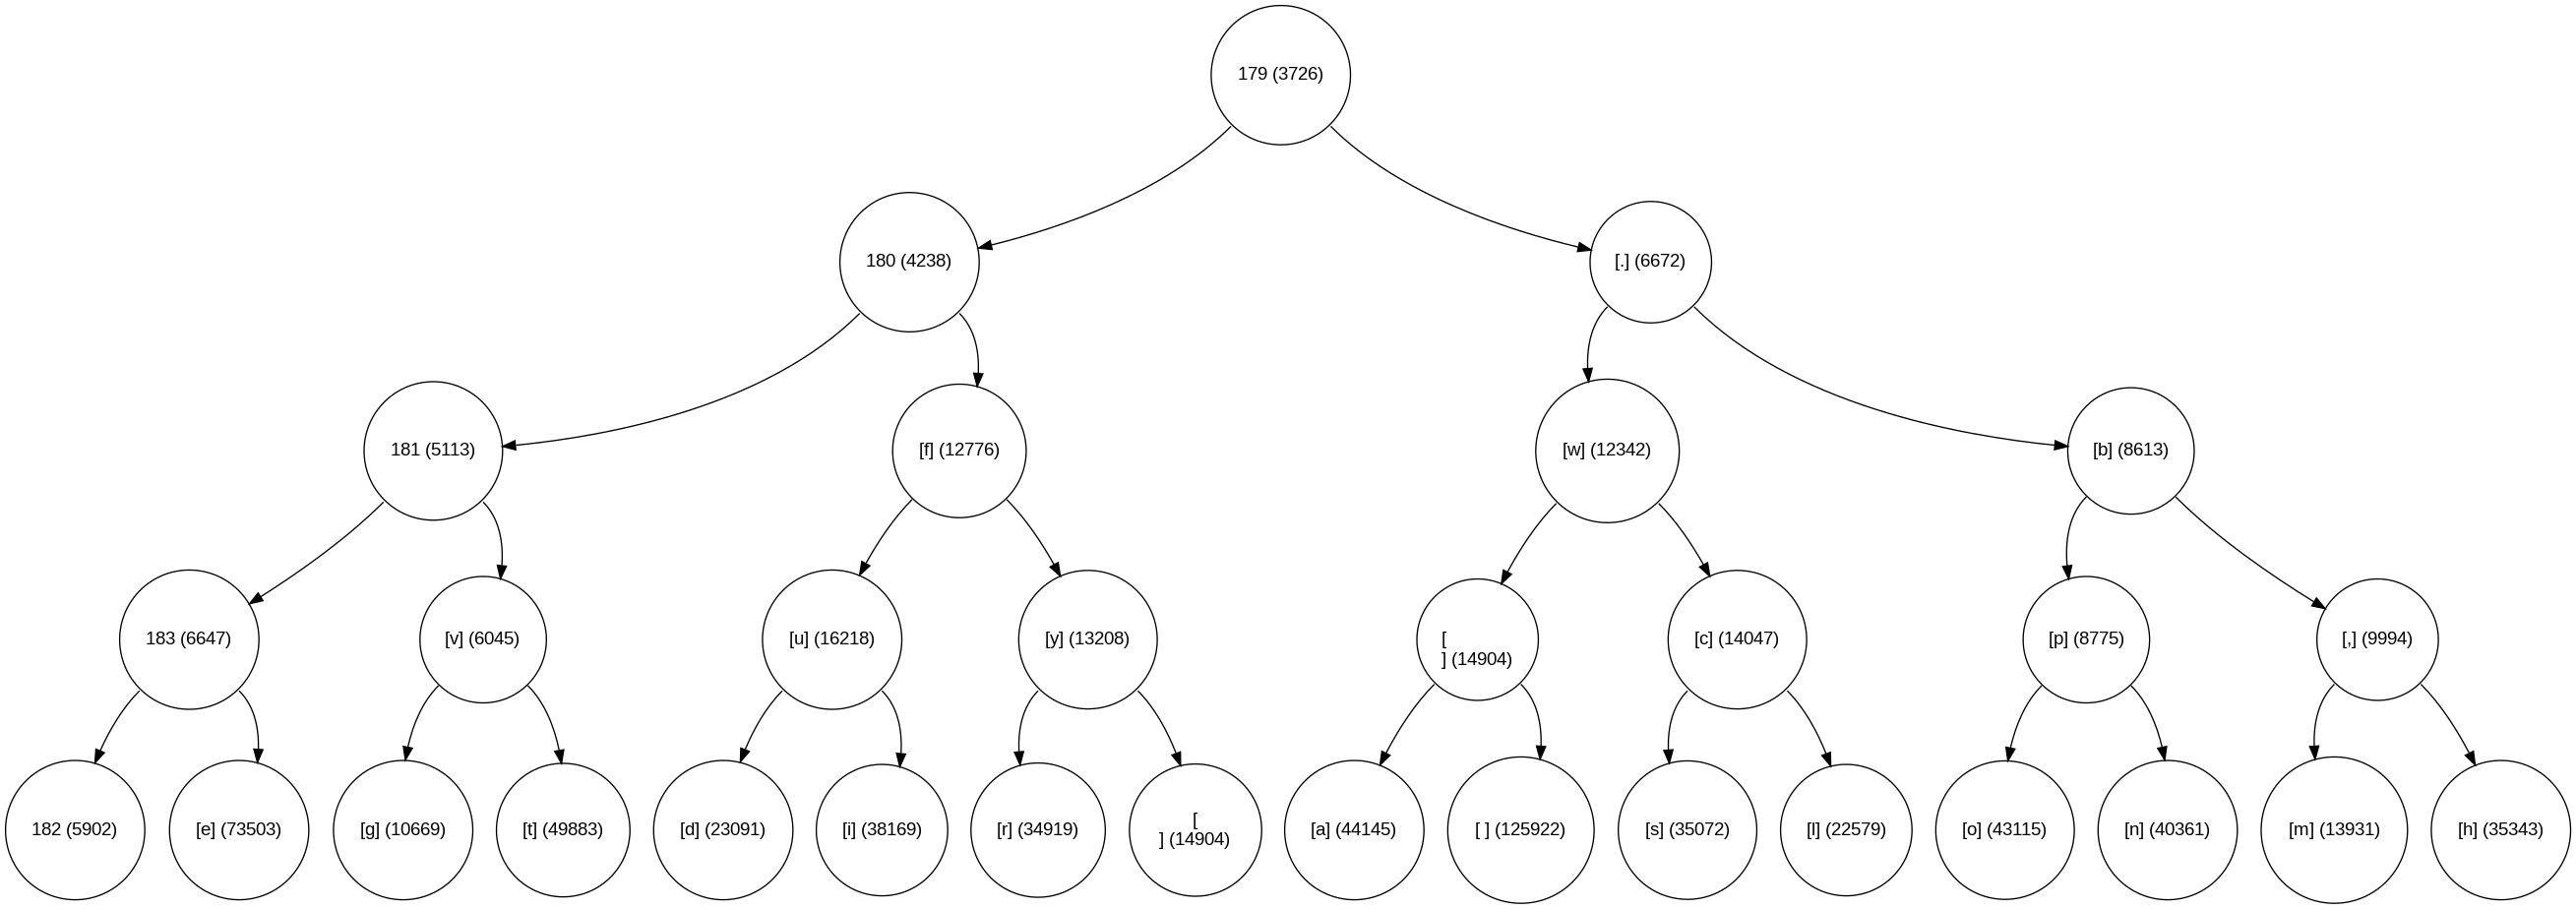 179 (3726)
180 (4238)
[.] (6672)
181 (5113)
[f] (12776)
[w] (12342)
[b] (8613)
183 (6647)
[v] (6045)
[u] (16218)
[y] (13208)
[
] (14904)
[c] (14047)
[p] (8775)
[,] (9994)
182 (5902)
[e] (73503)
[g] (10669)
[t] (49883)
[d] (23091)
[i] (38169)
[r] (34919)
[
] (14904)
[a] (44145)
[ ] (125922)
[s] (35072)
[l] (22579)
[o] (43115)
[n] (40361)
[m] (13931)
[h] (35343)